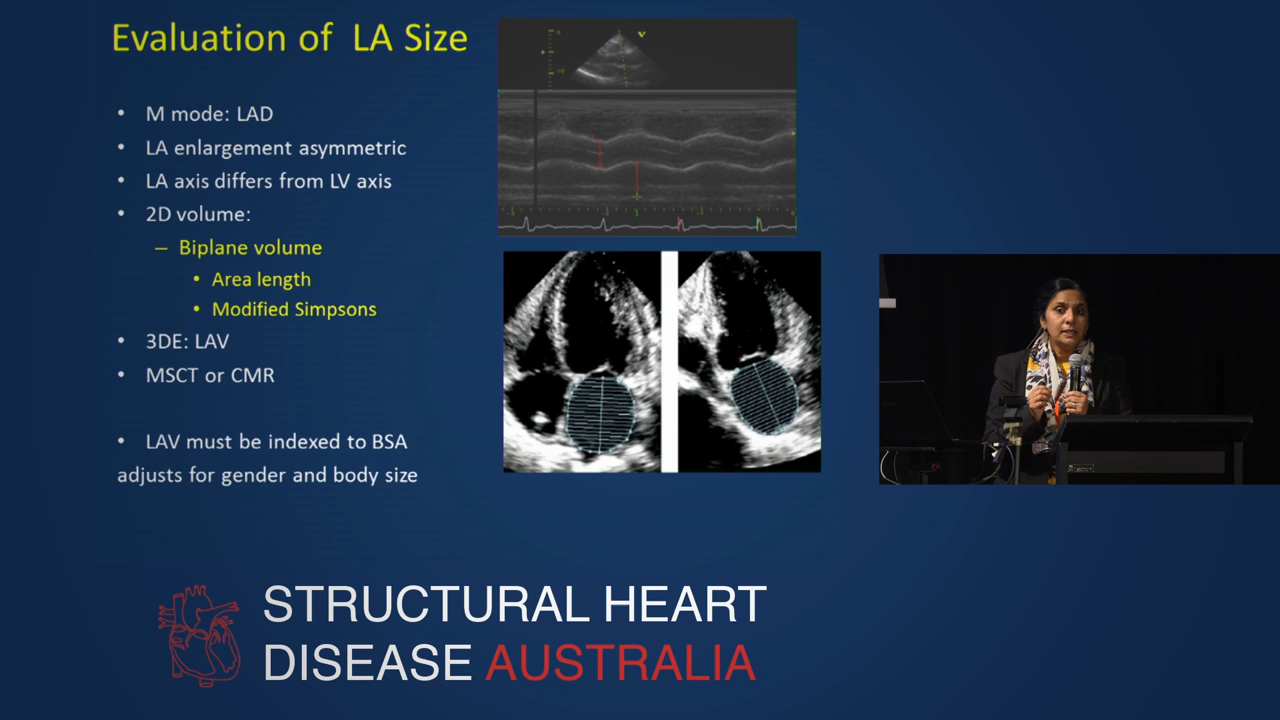 Evaluation of LA Size
• M mode: LAD
• LA enlargement asymmetric
• LA axis differs from LV axis
• 2D volume:
– Biplane volume
• Area length
• Modified Simpsons
• 3DE: LAV
• MSCT or CMR
• LAV must be indexed to BSA
adjusts for gender and body size
V
STRUCTURAL HEART
DISEASE AUSTRALIA